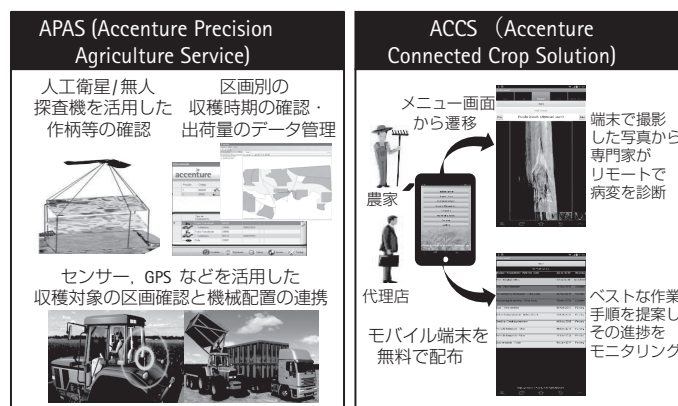 APAS (Accenture Precision
Agriculture Service)
人工衛星/無人
探査機を活用した
作柄等の確認
区画別の
収穫時期の確認・
出荷量のデータ管理
accenture
センサー，GPS などを活用した
収穫対象の区画確認と機械配置の連携
ACCS （Accenture
Connected Crop Solution)
メニュー画面
から遷移
農家
代理店
モバイル端末を
無料で配布
端末で撮影
した写真から
専門家が
リモートで
病変を診断
ベストな作業
手順を提案し
その進捗を
モニタリング